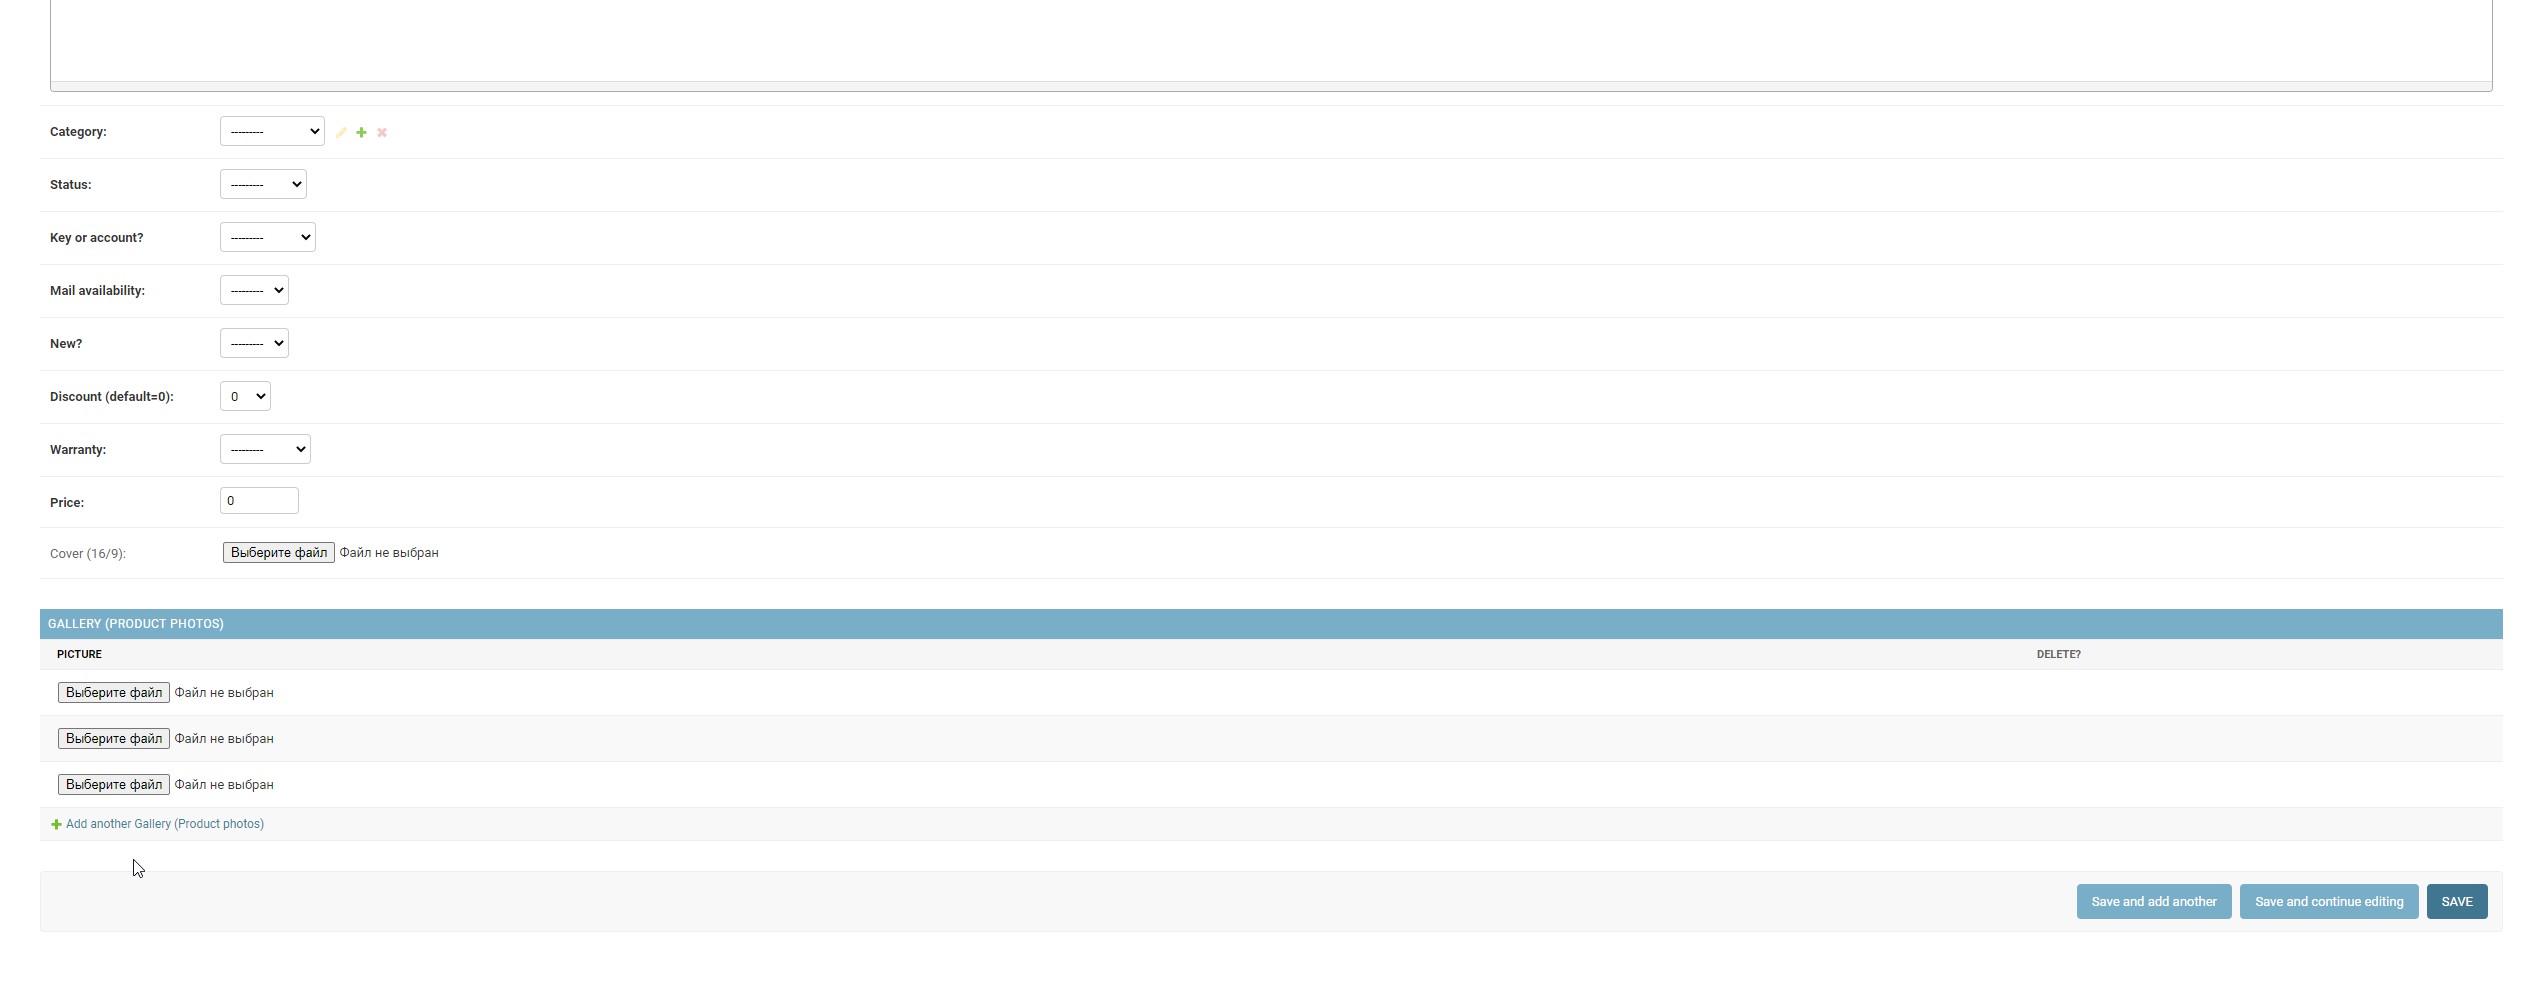 Category: ---------
Status: ---------
Key or account? ---------
Mail availability: ---------
New? ---------
Discount (default=0): 0
Warranty: ---------
Price: 0
Cover (16/9): Выберите файл Файл не выбран
GALLERY (PRODUCT PHOTOS)
PICTURE DELETE?
Выберите файл Файл не выбран
Выберите файл Файл не выбран
Выберите файл Файл не выбран
Add another Gallery (Product photos)
Save and add another Save and continue editing SAVE